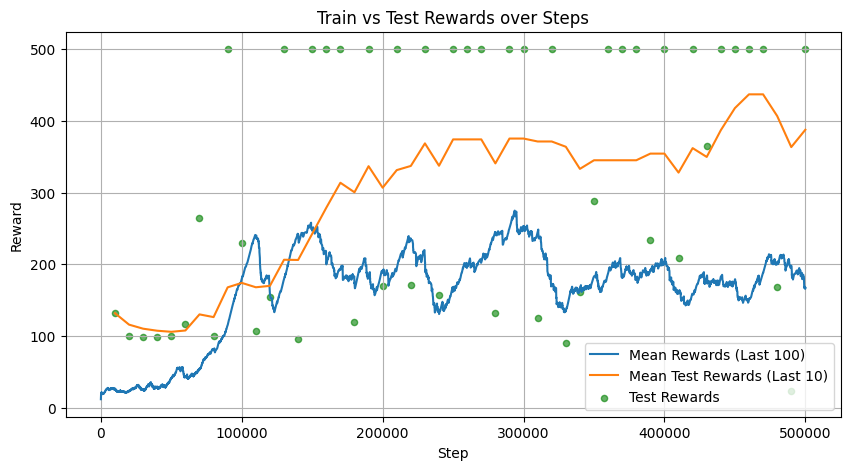 Train vs Test Rewards over Steps
500
400
300
200
100
0
Reward
0
100000
200000
300000
400000
500000
Step
Mean Rewards (Last 100)
Mean Test Rewards (Last 10)
Test Rewards